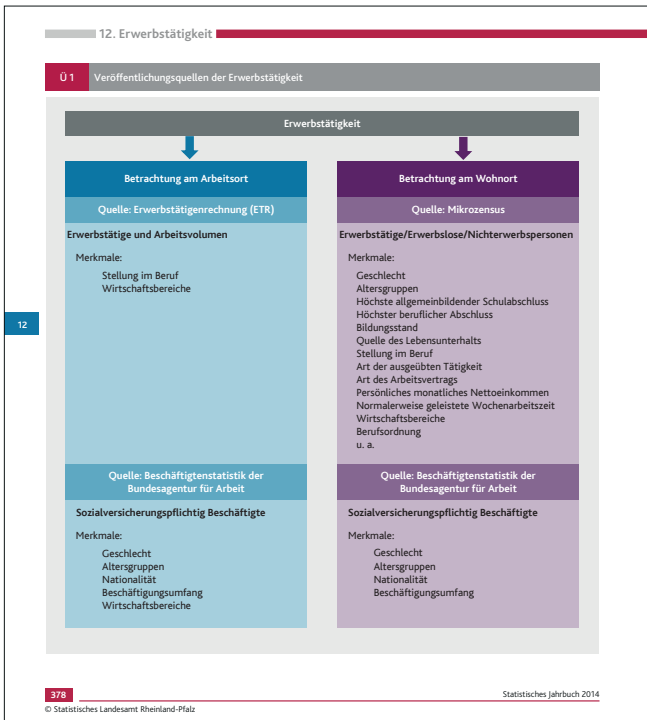 12. Erwerbstätigkeit
Ü 1 Veröffentlichungsquellen der Erwerbstätigkeit
Erwerbstätigkeit
Betrachtung am Arbeitsort
Quelle: Erwerbstätigenrechnung (ETR)
Erwerbstätige und Arbeitsvolumen
Merkmale:
Stellung im Beruf
Wirtschaftsbereiche
Quelle: Beschäftigtenstatistik der
Bundesagentur für Arbeit
Sozialversicherungspflichtig Beschäftigte
Merkmale:
Geschlecht
Altersgruppen
Nationalität
Beschäftigungsumfang
Wirtschaftsbereiche
Betrachtung am Wohnort
Quelle: Mikrozensus
Erwerbstätige/Erwerbslose/Nichterwerbspersonen
Merkmale:
Geschlecht
Altersgruppen
Höchste allgemeinbildender Schulabschluss
Höchster beruflicher Abschluss
Bildungsstand
Quelle des Lebensunterhalts
Stellung im Beruf
Art der ausgeübten Tätigkeit
Art des Arbeitsvertrags
Persönliches monatliches Nettoeinkommen
Normalerweise geleistete Wochenarbeitszeit
Wirtschaftsbereiche
Berufsordnung
u. a.
Quelle: Beschäftigtenstatistik der
Bundesagentur für Arbeit
Sozialversicherungspflichtig Beschäftigte
Merkmale:
Geschlecht
Altersgruppen
Nationalität
Beschäftigungsumfang
12
378
Statistisches Jahrbuch 2014
© Statistisches Landesamt Rheinland-Pfalz